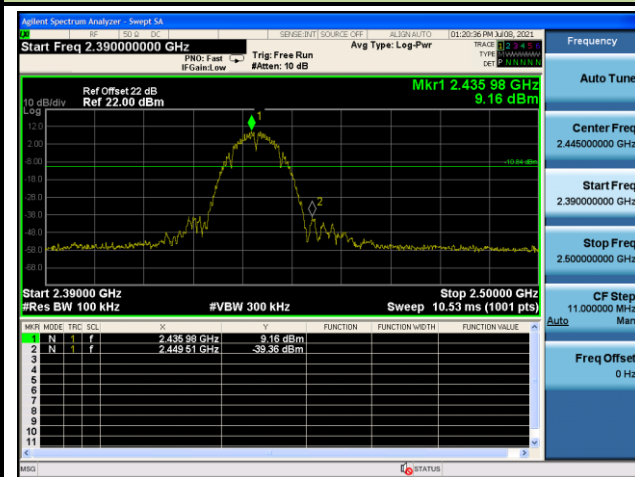 Agilent Spectrum Analyzer - Swept SA
RF 50 Ω DC SENSE:INT SOURCE OFF ALIGN AUTO 01:20:36 PM Jul 08, 2021
Start Freq 2.390000000 GHz Avg Type: Log-Pwr TRACE 1 2 3 4 5 6
PNO: Fast Trig: Free Run TYPE M W W W W W
IFGain:Low #Atten: 10 dB DET P N N N N N
Frequency
Mkr1 2.435 98 GHz
Ref Offset 22 dB
10 dB/div Ref 22.00 dBm 9.16 dBm
Log
1
12.0
2.00
-8.00
-10.84 dBm
-18.0
-28.0
2
-38.0
-48.0
-58.0
-68.0
Start 2.39000 GHz Stop 2.50000 GHz
#Res BW 100 kHz #VBW 300 kHz Sweep 10.53 ms (1001 pts)
MKR MODE TRC SCL X Y FUNCTION FUNCTION WIDTH FUNCTION VALUE
1 N 1 f 2.435 98 GHz 9.16 dBm
2 N 1 f 2.449 51 GHz -39.36 dBm
3
4
5
6
7
8
9
10
11
MSG STATUS
Auto Tune
Center Freq
2.445000000 GHz
Start Freq
2.390000000 GHz
Stop Freq
2.500000000 GHz
CF Step
11.000000 MHz
Auto Man
Freq Offset
0 Hz